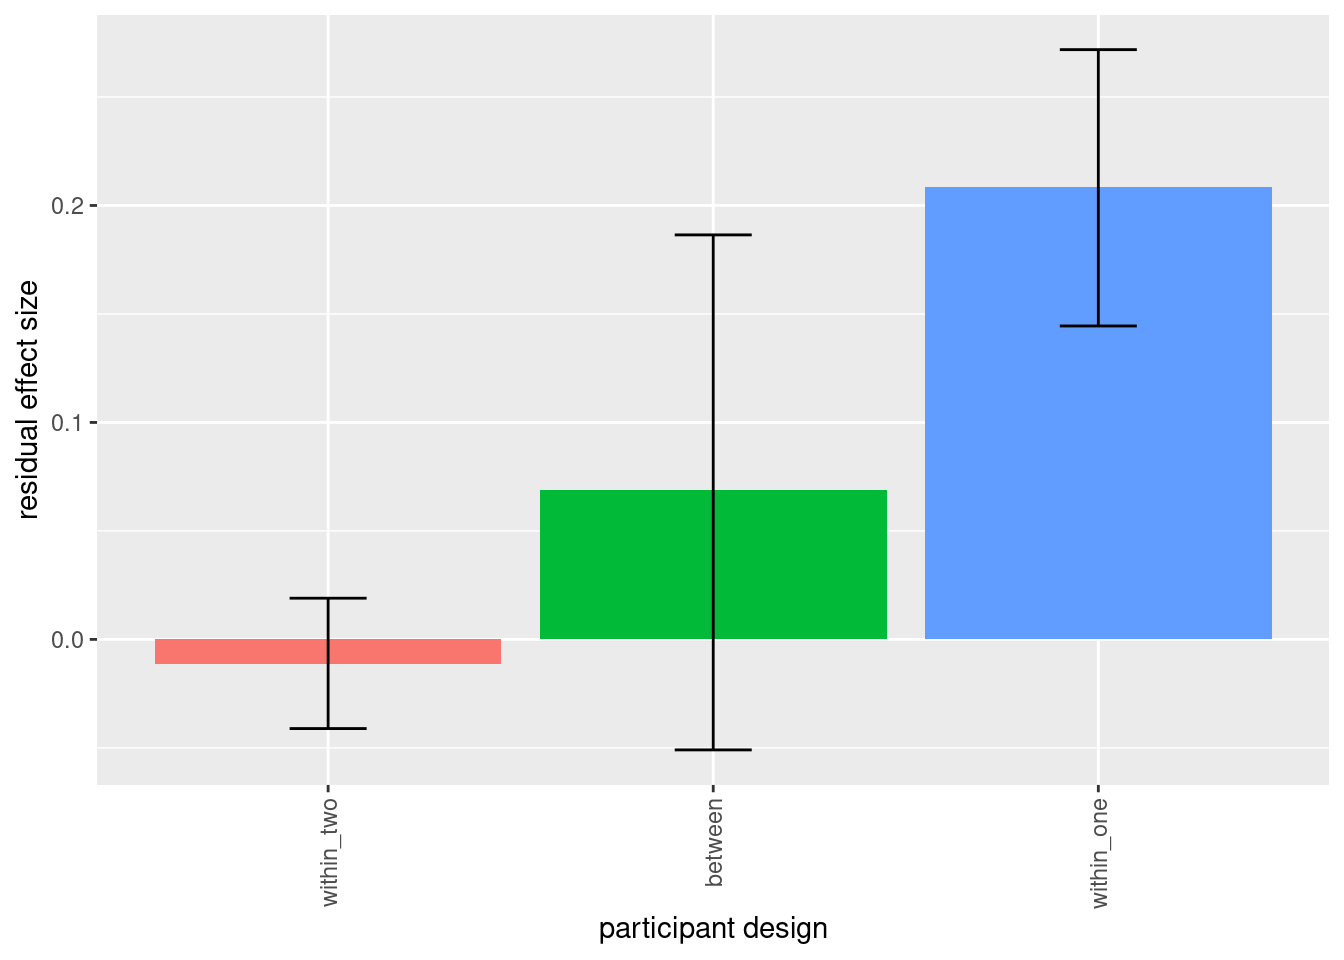 residual effect size
0.2
0.1
0.0
within_two
between
within_one
participant design